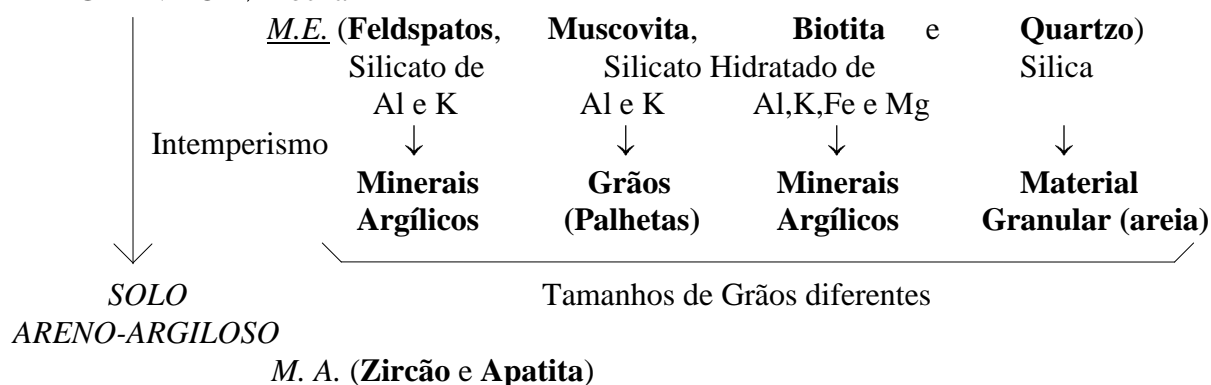 M.E. (Feldspatos, Muscovita, Biotita e Quartzo)
Silicato de Silicato Hidratado de Silica
Al e K Al e K Al,K,Fe e Mg
Intemperismo ↓ ↓ ↓ ↓
Minerais Grãos Minerais Material
Argílicos (Palhetas) Argílicos Granular (areia)
SOLO Tamanhos de Grãos diferentes
ARENO-ARGILOSO
M. A. (Zircão e Apatita)